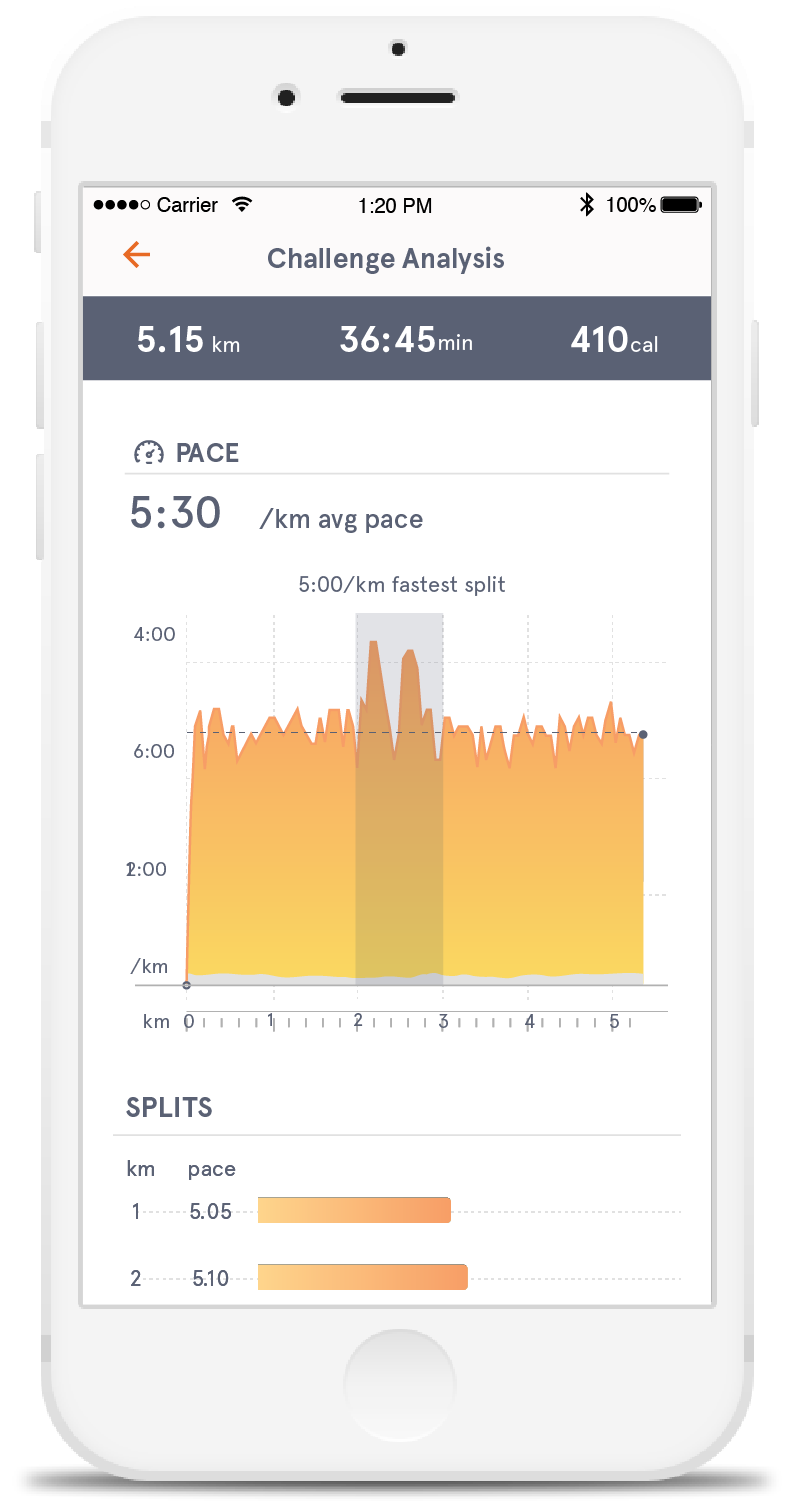 Carrier 1:20 PM 100%
Challenge Analysis
5.15 km 36:45min 410cal
PACE
5:30 /km avg pace
5:00/km fastest split
4:00
6:00
12:00
/km
km 0 1 2 3 4 5
SPLITS
km pace
1 5.05
2 5.10